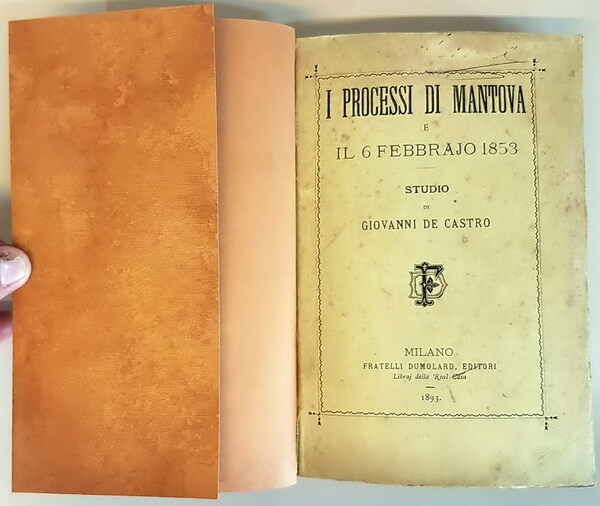 I PROCESSI DI MANTOVA
E
IL 6 FEBBRAJO 1853
STUDIO
DI
GIOVANNI DE CASTRO
MILANO
FRATELLI DUMOLARD, EDITORI
Libraj della Real Casa
1893.